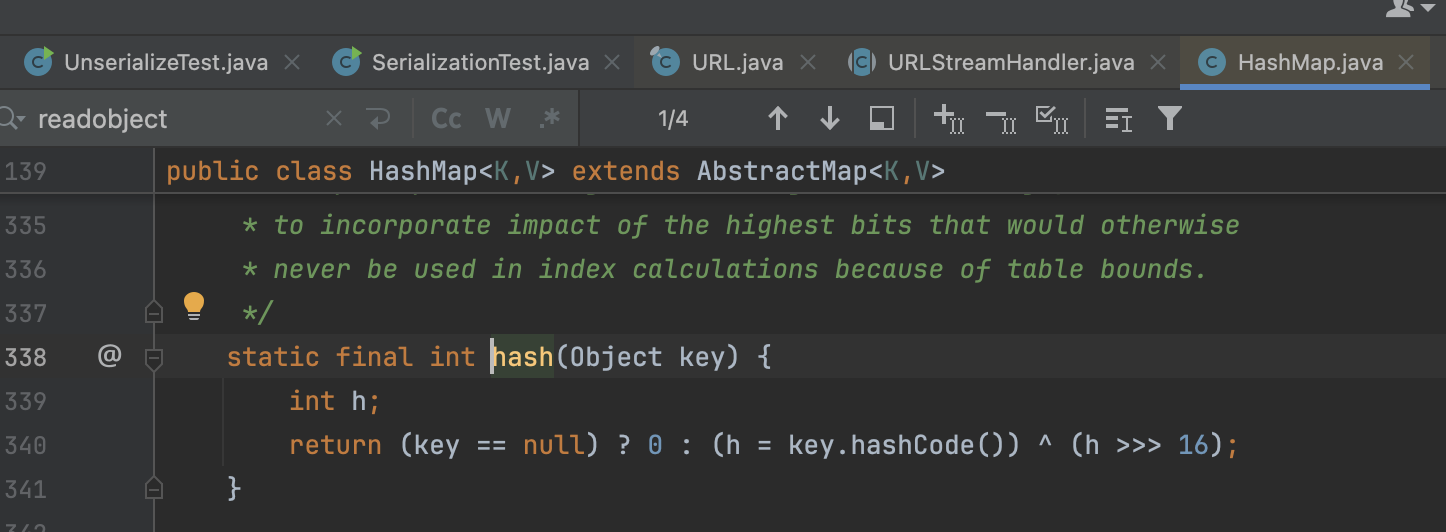 UnserializeTest.java SerializationTest.java URL.java URLStreamHandler.java HashMap.java
readobject Cc W .* 1/4
139 public class HashMap<K,V> extends AbstractMap<K,V>
335 * to incorporate impact of the highest bits that would otherwise
336 * never be used in index calculations because of table bounds.
337 */
338 @ static final int hash(Object key) {
339 int h;
340 return (key == null) ? 0 : (h = key.hashCode()) ^ (h >>> 16);
341 }
342